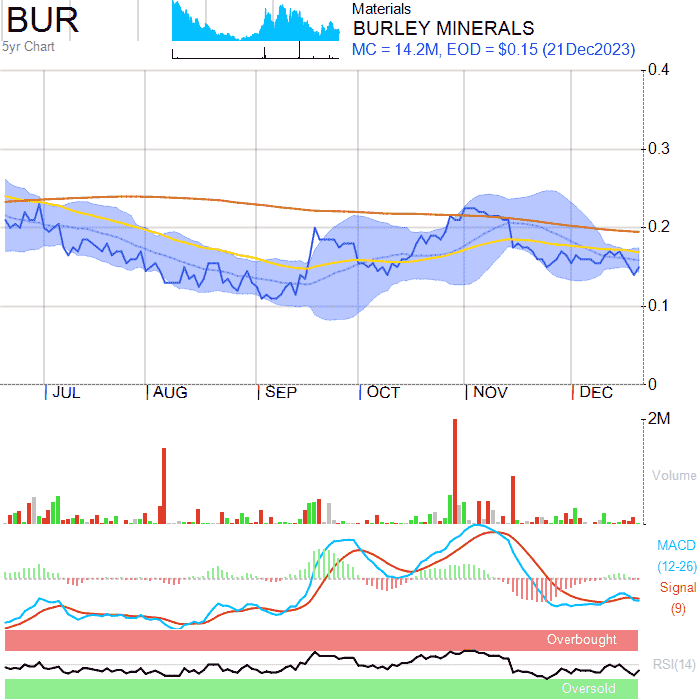 BUR
5yr Chart
Materials
BURLEY MINERALS
MC = 14.2M, EOD = $0.15 (21Dec2023)
0.4
0.3
0.2
0.1
0
JUL AUG SEP OCT NOV DEC
2M
Volume
MACD
(12-26)
Signal
(9)
Overbought
RSI(14)
Oversold